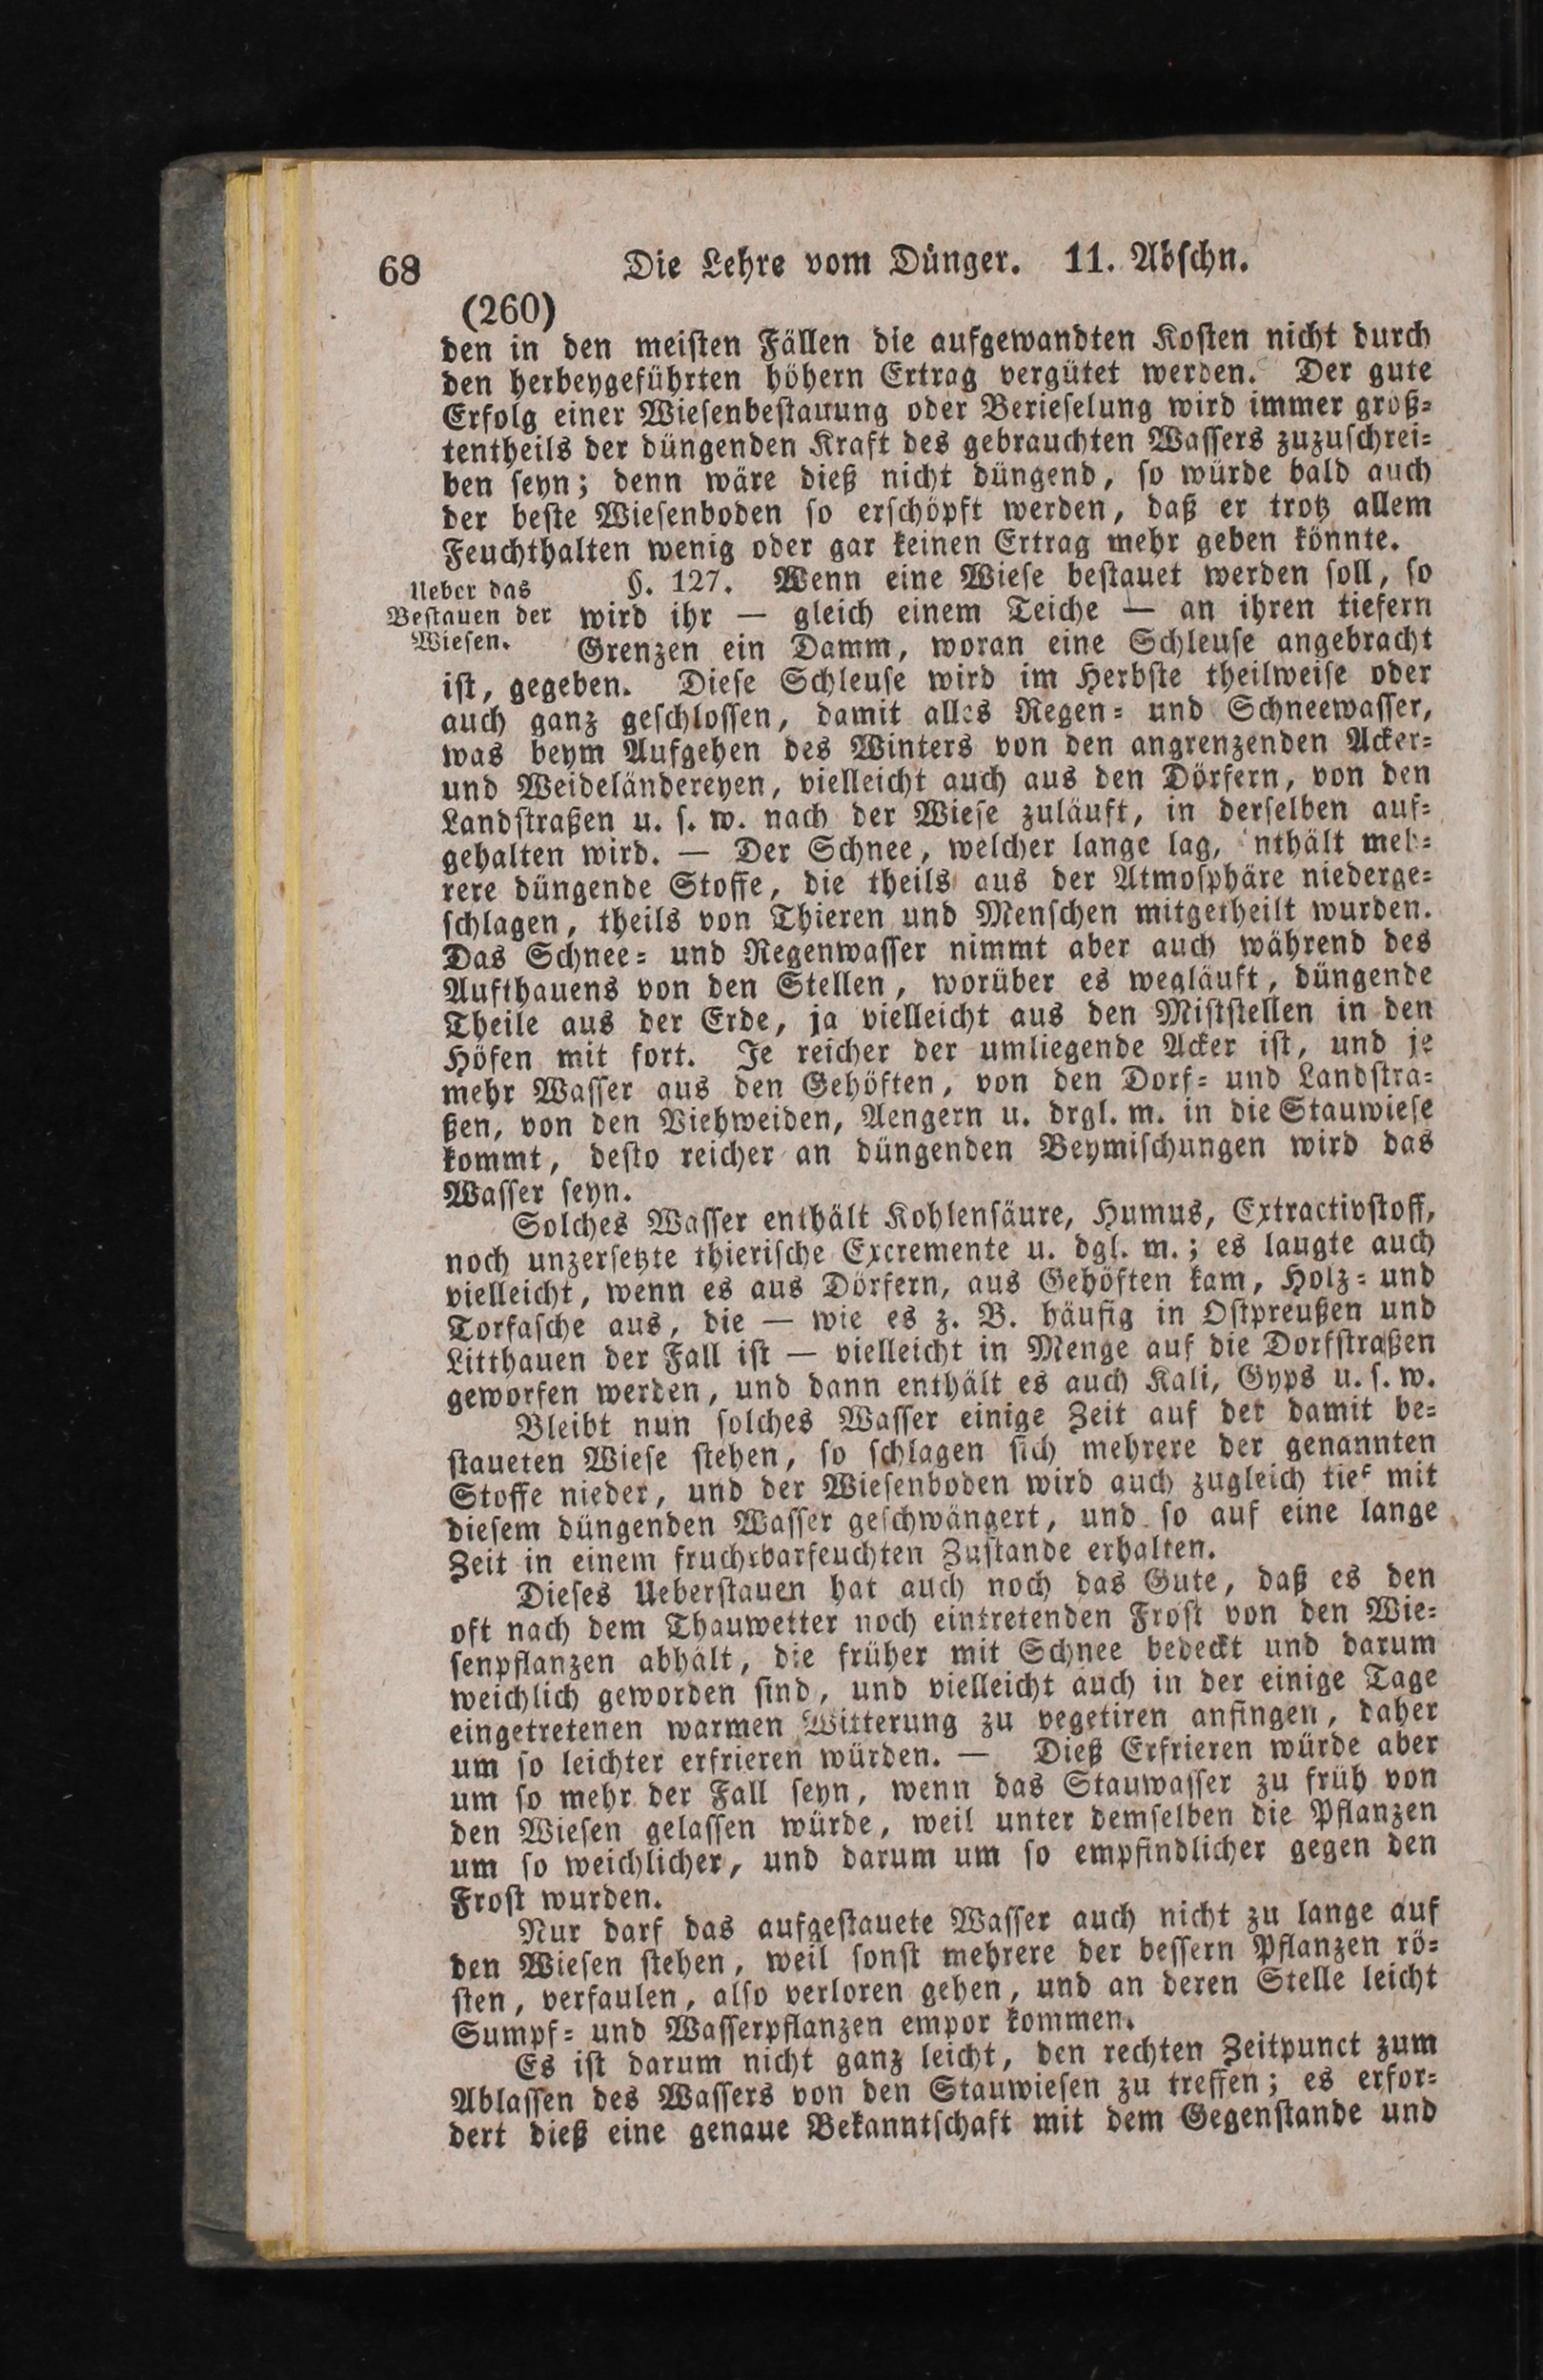 68 Die Lehre vom Dünger. 11. Abſchn.
(260)
den in den meiſten Fällen die aufgewandten Koſten nicht durch
den herbeygeführten höhern Ertrag vergütet werden. Der gute
Erfolg einer Wieſenbeſtauung oder Berieſelung wird immer groß=
tentheils der düngenden Kraft des gebrauchten Waſſers zuzuſchrei=
ben ſeyn; denn wäre dieß nicht düngend, ſo würde bald auch
der beſte Wieſenboden ſo erſchöpft werden, daß er trotz allem
Feuchthalten wenig oder gar keinen Ertrag mehr geben könnte.
Ueber das
Beſtauen der
Wieſen.
§. 127. Wenn eine Wieſe beſtauet werden ſoll, ſo
wird ihr — gleich einem Teiche — an ihren tiefern
Grenzen ein Damm, woran eine Schleuſe angebracht
iſt, gegeben. Dieſe Schleuſe wird im Herbſte theilweiſe oder
auch ganz geſchloſſen, damit alles Regen= und Schneewaſſer,
was beym Aufgehen des Winters von den angrenzenden Acker=
und Weideländereyen, vielleicht auch aus den Dörfern, von den
Landſtraßen u. ſ. w. nach der Wieſe zuläuft, in derſelben auf=
gehalten wird. — Der Schnee, welcher lange lag, nthält meh=
rere düngende Stoffe, die theils aus der Atmoſphäre niederge=
ſchlagen, theils von Thieren und Menſchen mitgetheilt wurden.
Das Schnee= und Regenwaſſer nimmt aber auch während des
Aufthauens von den Stellen, worüber es wegläuft, düngende
Theile aus der Erde, ja vielleicht aus den Miſtſtellen in den
Höfen mit fort. Je reicher der umliegende Acker iſt, und je
mehr Waſſer aus den Gehöften, von den Dorf= und Landſtra=
ßen, von den Viehweiden, Aengern u. drgl. m. in die Stauwieſe
kommt, deſto reicher an düngenden Beymiſchungen wird das
Waſſer ſeyn.
Solches Waſſer enthält Kohlenſäure, Humus, Extractivſtoff,
noch unzerſetzte thieriſche Excremente u. dgl. m.; es laugte auch
vielleicht, wenn es aus Dörfern, aus Gehöften kam, Holz= und
Torfaſche aus, die — wie es z. B. häufig in Oſtpreußen und
Litthauen der Fall iſt — vielleicht in Menge auf die Dorfſtraßen
geworfen werden, und dann enthält es auch Kali, Gyps u. ſ. w.
Bleibt nun ſolches Waſſer einige Zeit auf der damit be=
ſtaueten Wieſe ſtehen, ſo ſchlagen ſich mehrere der genannten
Stoffe nieder, und der Wieſenboden wird auch zugleich tief mit
dieſem düngenden Waſſer geſchwängert, und ſo auf eine lange
Zeit in einem fruchtbarfeuchten Zuſtande erhalten.
Dieſes Ueberſtauen hat auch noch das Gute, daß es den
oft nach dem Thauwetter noch eintretenden Froſt von den Wie=
ſenpflanzen abhält, die früher mit Schnee bedeckt und darum
weichlich geworden ſind, und vielleicht auch in der einige Tage
eingetretenen warmen Witterung zu vegetiren anfingen, daher
um ſo leichter erfrieren würden. — Dieß Erfrieren würde aber
um ſo mehr der Fall ſeyn, wenn das Stauwaſſer zu früh von
den Wieſen gelaſſen würde, weil unter demſelben die Pflanzen
um ſo weichlicher, und darum um ſo empfindlicher gegen den
Froſt wurden.
Nur darf das aufgeſtauete Waſſer auch nicht zu lange auf
den Wieſen ſtehen, weil ſonſt mehrere der beſſern Pflanzen rö=
ſten, verfaulen, alſo verloren gehen, und an deren Stelle leicht
Sumpf= und Waſſerpflanzen empor kommen.
Es iſt darum nicht ganz leicht, den rechten Zeitpunct zum
Ablaſſen des Waſſers von den Stauwieſen zu treffen; es erfor=
dert dieß eine genaue Bekanntſchaft mit dem Gegenſtande und